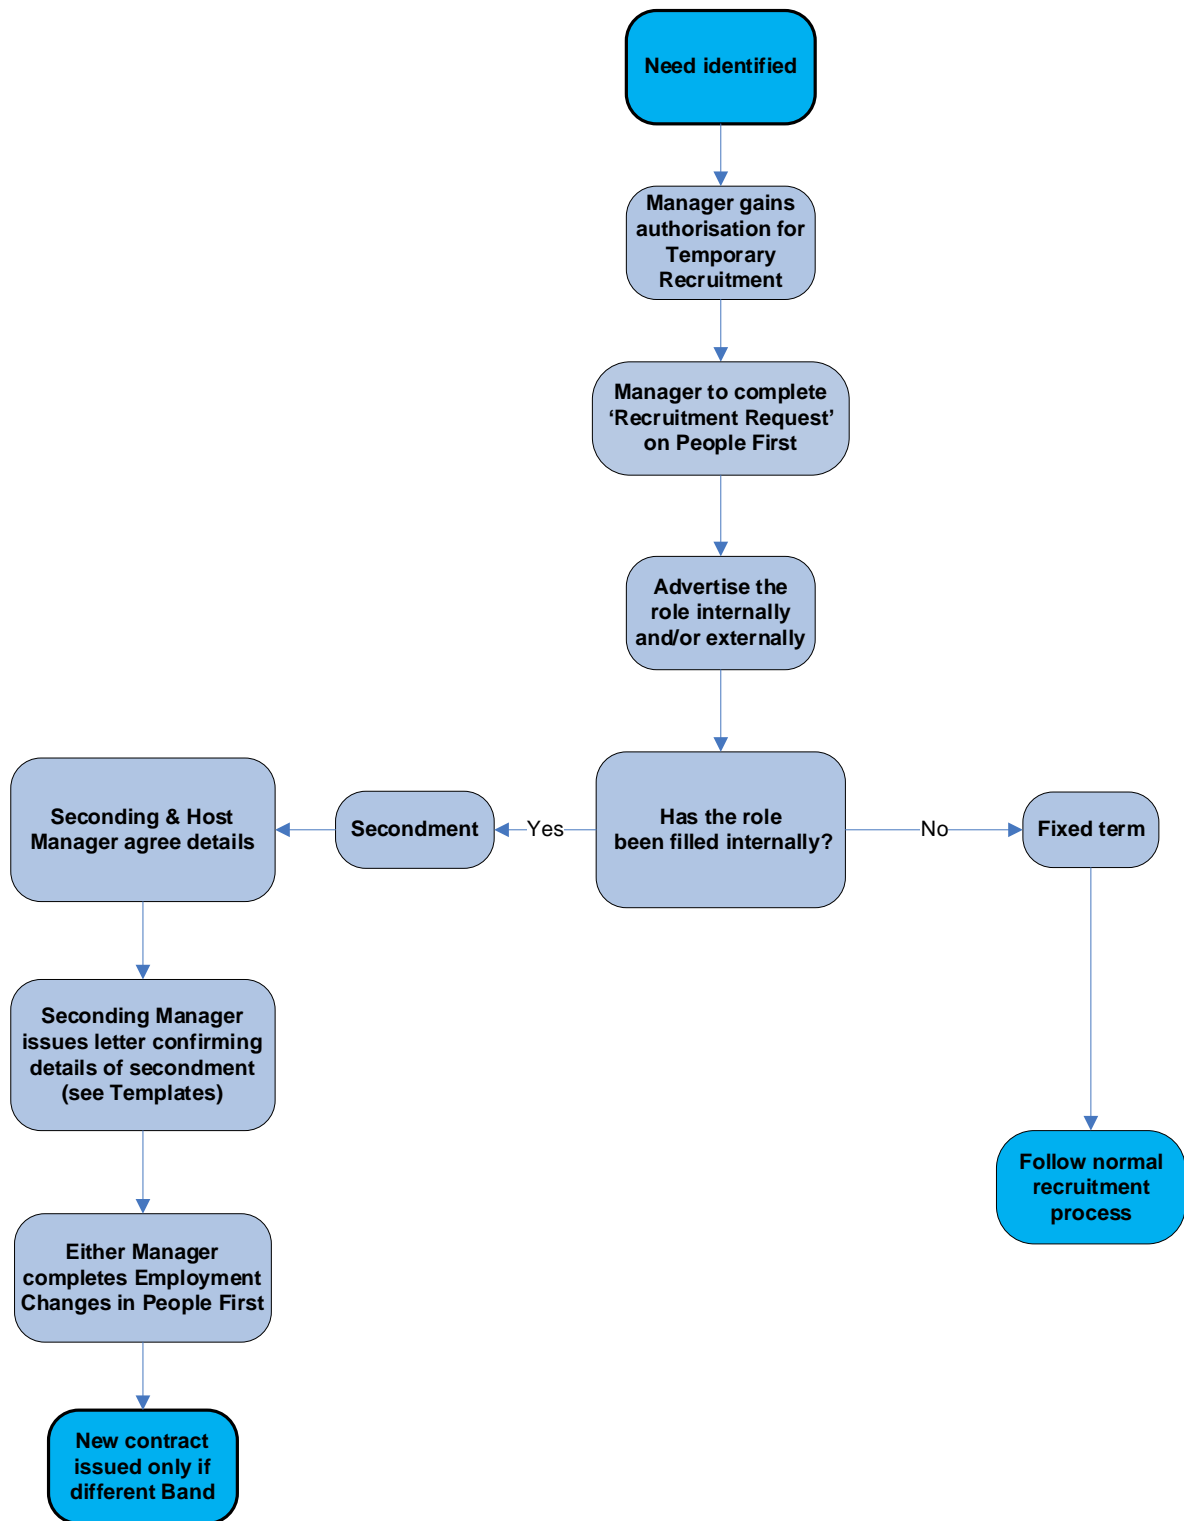 Need identified
Manager gains
authorisation for
Temporary
Recruitment
Manager to complete
‘Recruitment Request’
on People First
Advertise the
role internally
and/or externally
Has the role
been filled internally?
Yes
Secondment
Seconding & Host
Manager agree details
No
Fixed term
Seconding Manager
issues letter confirming
details of secondment
(see Templates)
Follow normal
recruitment
process
Either Manager
completes Employment
Changes in People First
New contract
issued only if
different Band